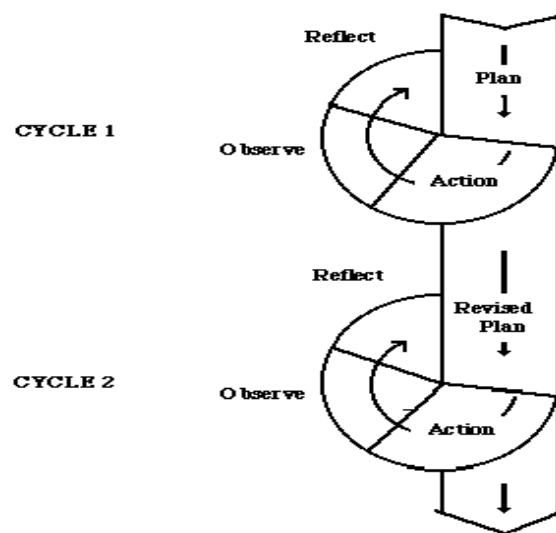 Reflect
Plan
CYCLE 1
Observe
Action
Reflect
Revised
Plan
CYCLE 2
Observe
Action